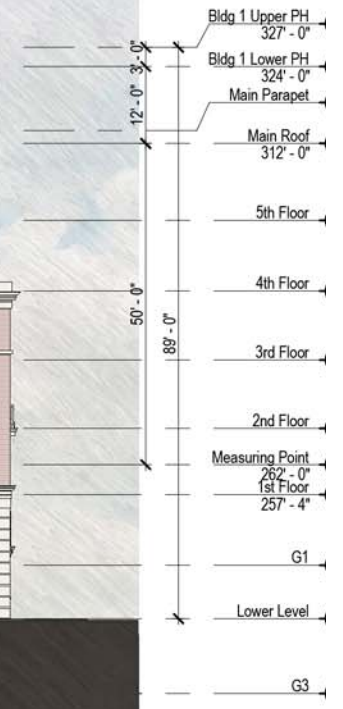 Bldg 1 Upper PH
327' - 0"
3'- 0"
Bldg 1 Lower PH
324' - 0"
12' - 0"
Main Parapet
Main Roof
312' - 0"
5th Floor
4th Floor
50' - 0"
89' - 0"
3rd Floor
2nd Floor
Measuring Point
262' - 0"
1st Floor
257' - 4"
G1
Lower Level
G3